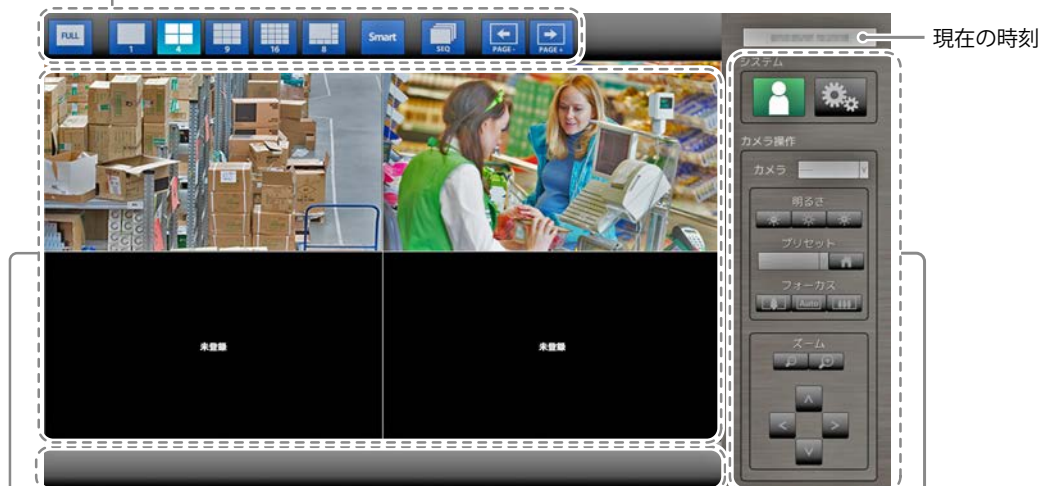 FULL
1
4
9
16
8
Smart
SEQ
PAGE-
PAGE+
現在の時刻
システム
カメラ操作
カメラ
明るさ
プリセット
フォーカス
Auto
ズーム
未登録
未登録